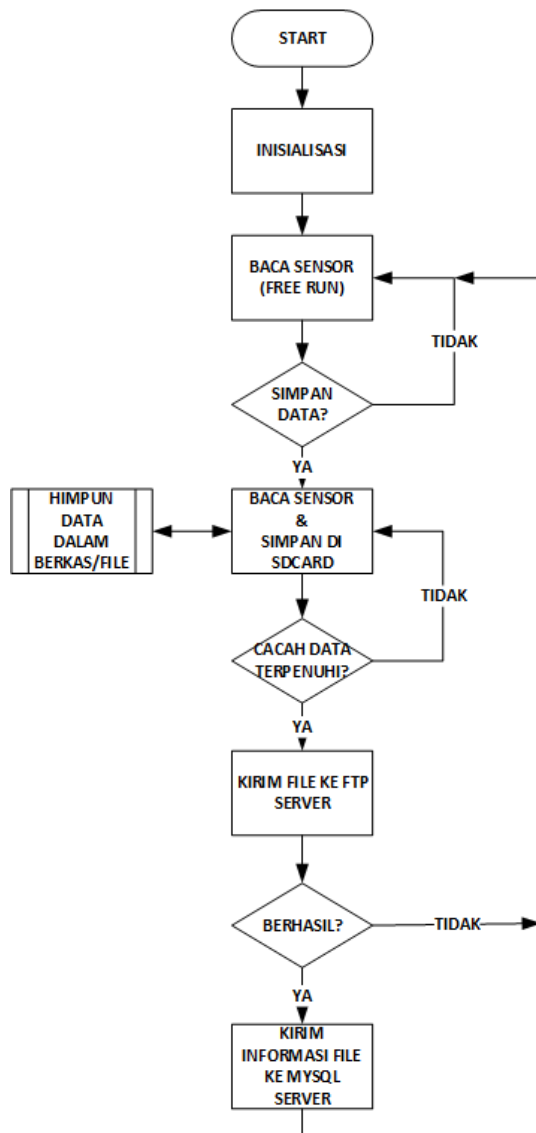 START
INISIALISASI
BACA SENSOR
(FREE RUN)
TIDAK
SIMPAN
DATA?
YA
HIMPUN
DATA
DALAM
BERKAS/FILE
BACA SENSOR
&
SIMPAN DI
SDCARD
TIDAK
CACAH DATA
TERPENUHI?
YA
KIRIM FILE KE FTP
SERVER
BERHASIL?
TIDAK
YA
KIRIM
INFORMASI FILE
KE MYSQL
SERVER